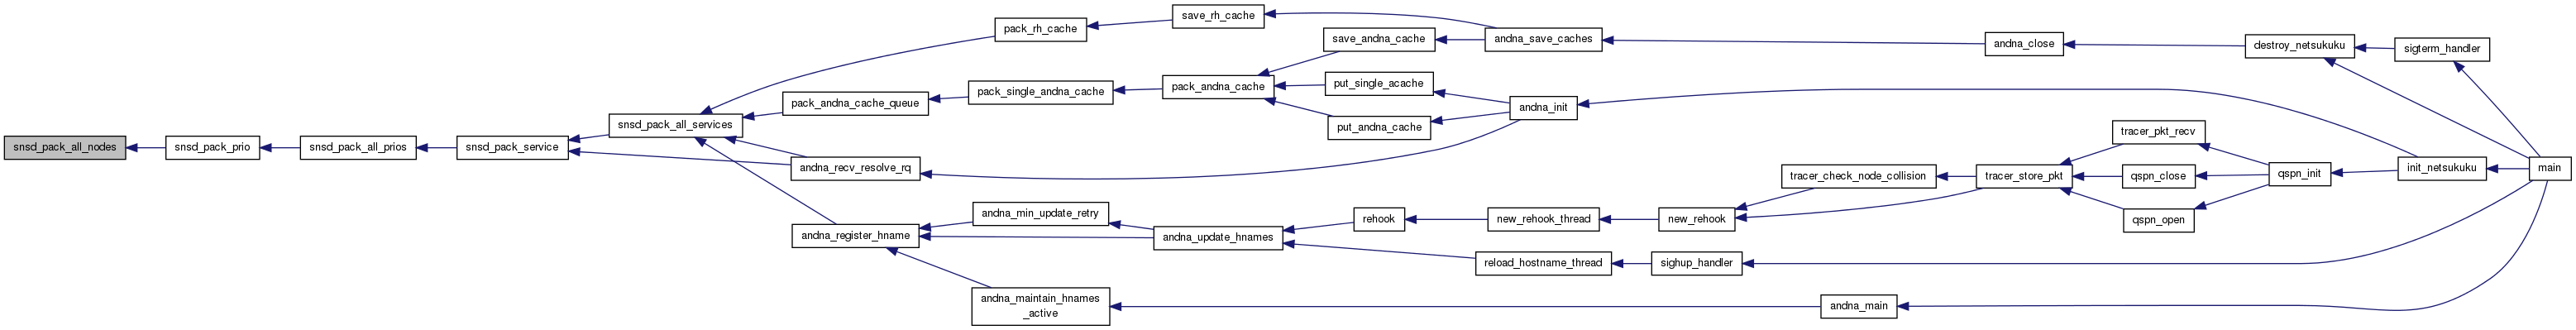 snsd_pack_all_nodes
snsd_pack_prio
snsd_pack_all_prios
snsd_pack_service
snsd_pack_all_services
pack_rh_cache
save_rh_cache
andna_save_caches
andna_close
destroy_netsukuku
sigterm_handler
main
pack_andna_cache_queue
pack_single_andna_cache
pack_andna_cache
save_andna_cache
put_single_acache
put_andna_cache
andna_init
init_netsukuku
andna_recv_resolve_rq
andna_register_hname
andna_min_update_retry
andna_update_hnames
rehook
new_rehook_thread
new_rehook
tracer_check_node_collision
tracer_store_pkt
tracer_pkt_recv
qspn_close
qspn_open
qspn_init
reload_hostname_thread
sighup_handler
andna_maintain_hnames
_active
andna_main